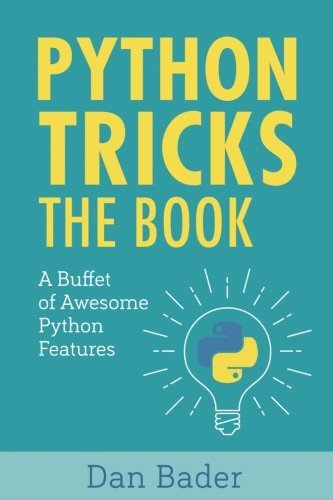 PYTHON
TRICKS
THE BOOK
A Buffet
of Awesome
Python
Features
Dan Bader